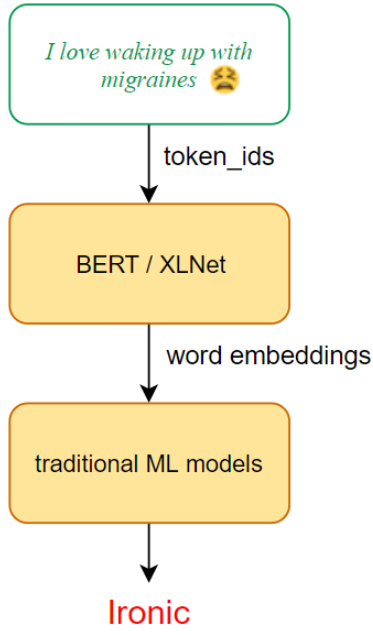 I love waking up with
migraines 😫
token_ids
BERT / XLNet
word embeddings
traditional ML models
Ironic